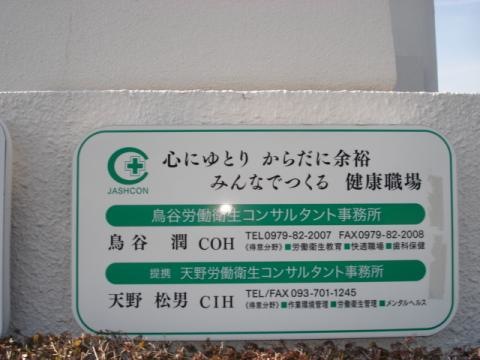 心にゆとり からだに余裕
みんなでつくる 健康職場
JASHCON
鳥谷労働衛生コンサルタント事務所
鳥谷 潤 COH
TEL0979-82-2007 FAX0979-82-2008
《得意分野》■労働衛生教育■快適職場■歯科保健
提携 天野労働衛生コンサルタント事務所
天野 松男 CIH
TEL/FAX 093-701-1245
《得意分野》■作業環境管理■労働衛生管理■メンタルヘルス